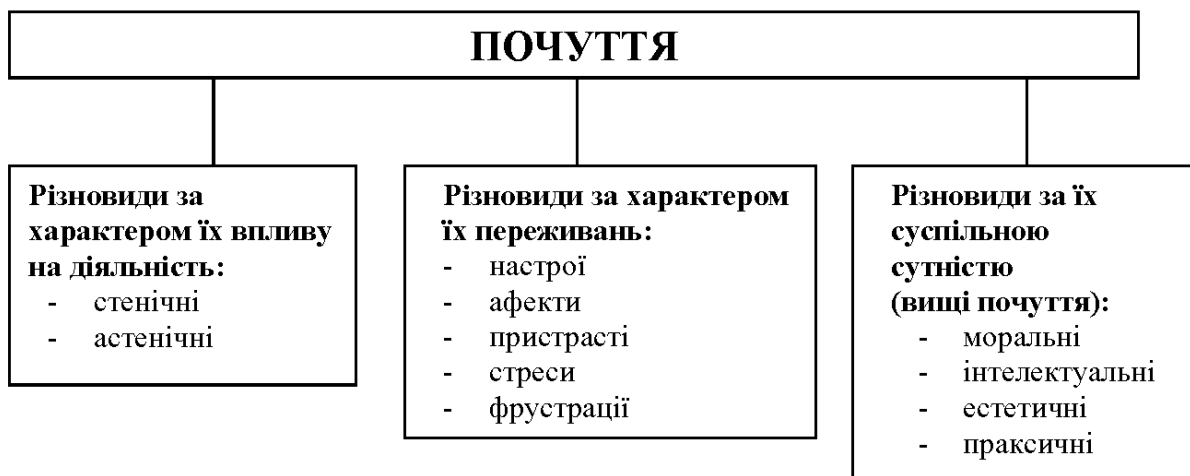 ПОЧУТТЯ
Різновиди за
характером їх впливу
на діяльність:
- стенічні
- астенічні
Різновиди за характером
їх переживань:
- настрої
- афекти
- пристрасті
- стреси
- фрустрації
Різновиди за їх
суспільною
сутністю
(вищі почуття):
- моральні
- інтелектуальні
- естетичні
- праксичні